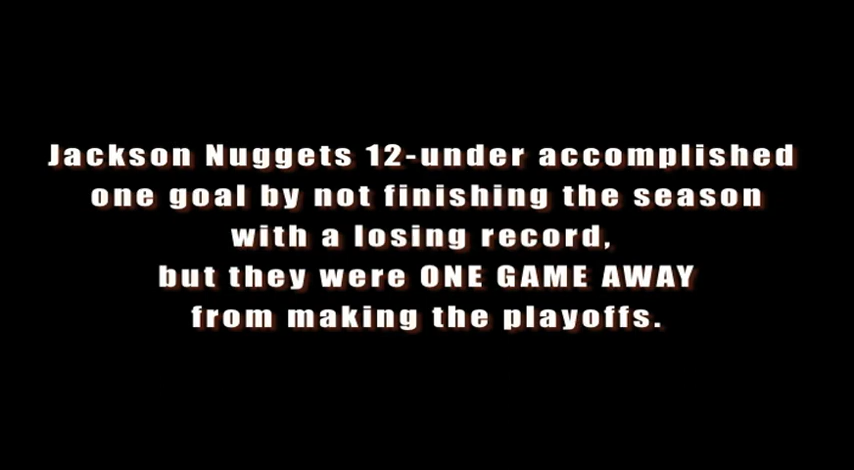 Jackson Nuggets 12-under accomplished
one goal by not finishing the season
with a losing record,
but they were ONE GAME AWAY
from making the playoffs.